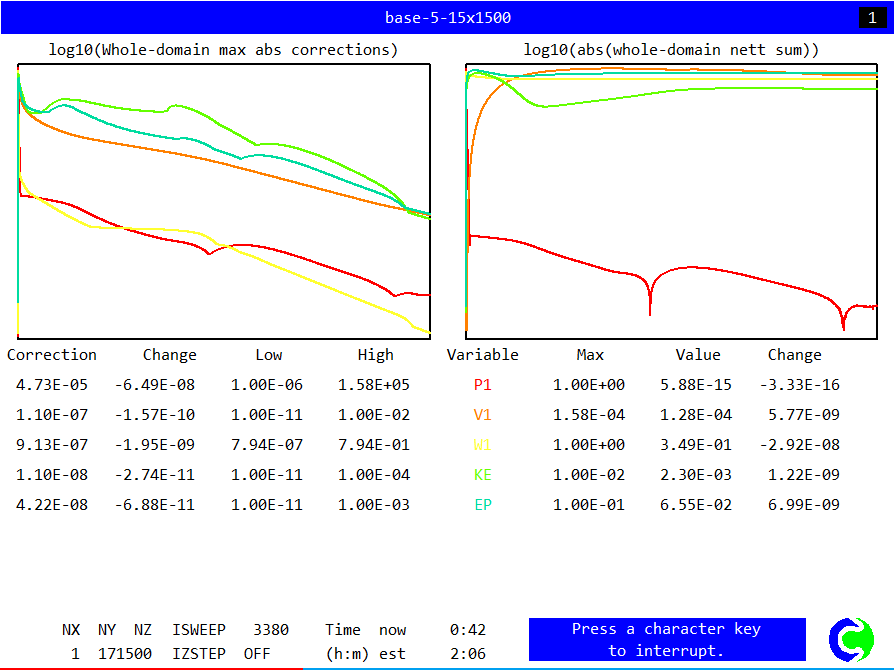 base-5-15x1500 1
log10(Whole-domain max abs corrections) log10(abs(whole-domain nett sum))
Correction Change Low High Variable Max Value Change
4.73E-05 -6.49E-08 1.00E-06 1.58E+05 P1 1.00E+00 5.88E-15 -3.33E-16
1.10E-07 -1.57E-10 1.00E-11 1.00E-02 V1 1.58E-04 1.28E-04 5.77E-09
9.13E-07 -1.95E-09 7.94E-07 7.94E-01 W1 1.00E+00 3.49E-01 -2.92E-08
1.10E-08 -2.74E-11 1.00E-11 1.00E-04 KE 1.00E-02 2.30E-03 1.22E-09
4.22E-08 -6.88E-11 1.00E-11 1.00E-03 EP 1.00E-01 6.55E-02 6.99E-09
NX NY NZ ISWEEP 3380 Time now 0:42 Press a character key
1 171500 IZSTEP OFF (h:m) est 2:06 to interrupt.